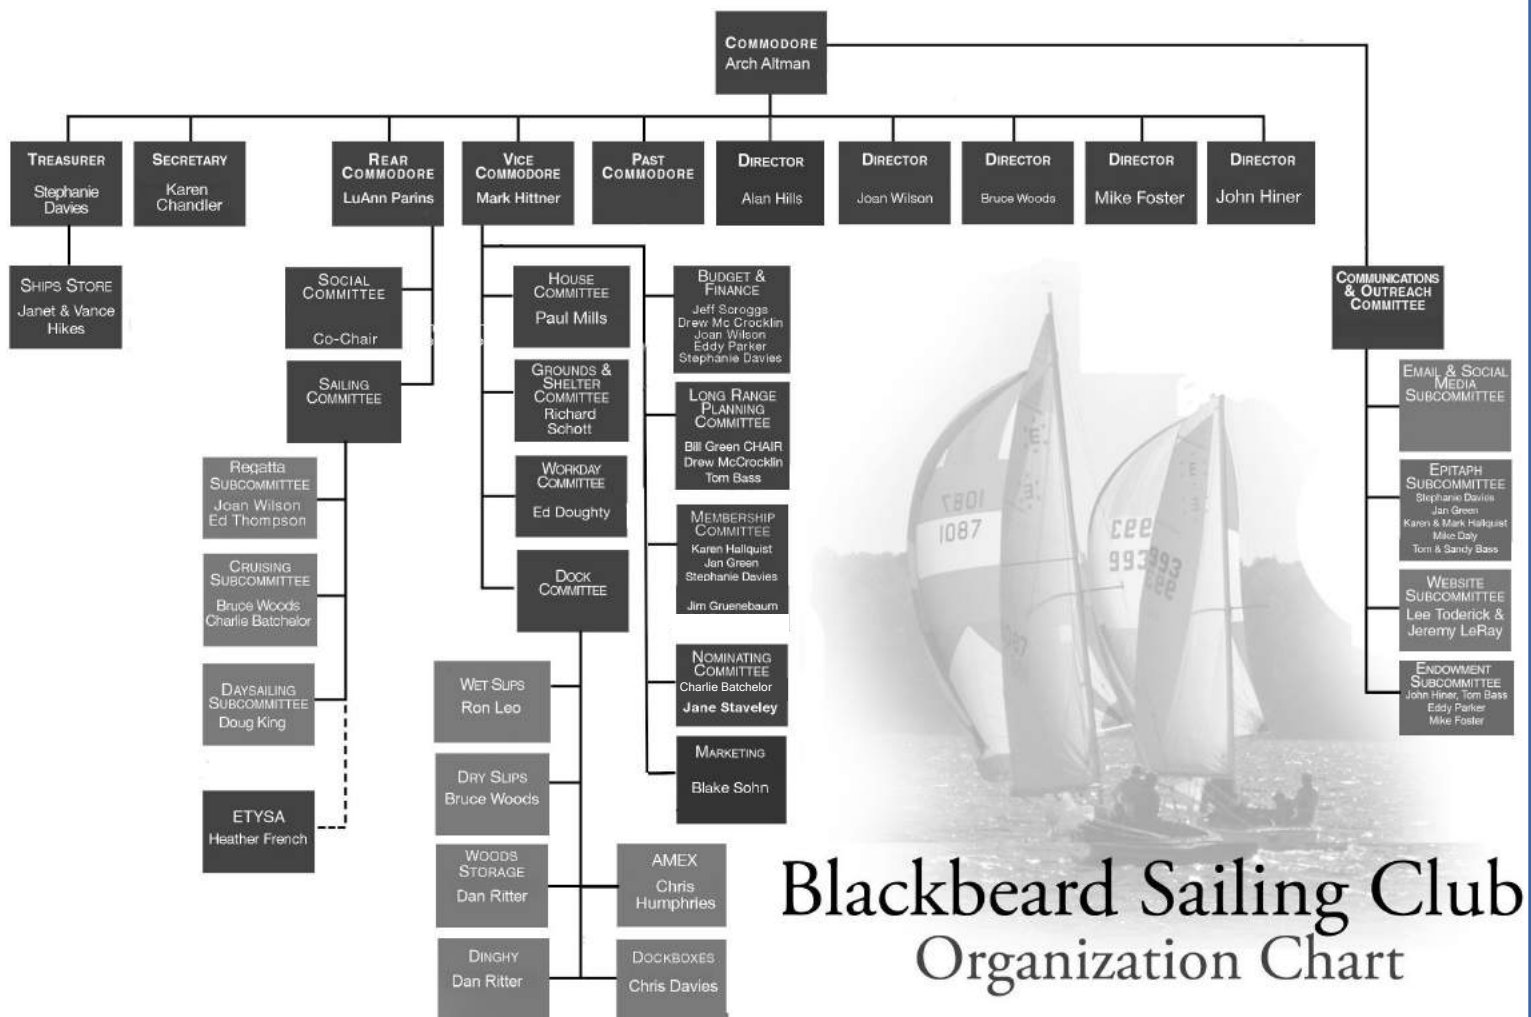 COMMODORE
Arch Altman
TREASURER
Stephanie
Davies
SECRETARY
Karen
Chandler
REAR
COMMODORE
LuAnn Parins
VICE
COMMODORE
Mark Hittner
PAST
COMMODORE
DIRECTOR
Alan Hills
DIRECTOR
Joan Wilson
DIRECTOR
Bruce Woods
DIRECTOR
Mike Foster
DIRECTOR
John Hiner
SHIPS STORE
Janet & Vance
Hikes
SOCIAL
COMMITTEE
Co-Chair
SAILING
COMMITTEE
Regatta
SUBCOMMITTEE
Joan Wilson
Ed Thompson
CRUISING
SUBCOMMITTEE
Bruce Woods
Charlie Batchelor
DAYSAILING
SUBCOMMITTEE
Doug King
ETYSA
Heather French
HOUSE
COMMITTEE
Paul Mills
GROUNDS &
SHELTER
COMMITTEE
Richard
Schott
WORKDAY
COMMITTEE
Ed Doughty
DOCK
COMMITTEE
WET SLIPS
Ron Leo
DRY SLIPS
Bruce Woods
WOODS
STORAGE
Dan Ritter
DINGHY
Dan Ritter
AMEX
Chris
Humphries
DOCKBOXES
Chris Davies
BUDGET &
FINANCE
Jeff Scroggs
Drew Mc Crocklin
Joan Wilson
Eddy Parker
Stephanie Davies
LONG RANGE
PLANNING
COMMITTEE
Bill Green CHAIR
Drew McCrocklin
Tom Bass
MEMBERSHIP
COMMITTEE
Karen Hallquist
Jan Green
Stephanie Davies
Jim Gruenebaum
NOMINATING
COMMITTEE
Charlie Batchelor
Jane Staveley
MARKETING
Blake Sohn
COMMUNICATIONS
& OUTREACH
COMMITTEE
EMAIL & SOCIAL
MEDIA
SUBCOMMITTEE
EPITAPH
SUBCOMMITTEE
Stephanie Davies
Jan Green
Karen & Mark Hallquist
Mike Daly
Tom & Sandy Bass
WEBSITE
SUBCOMMITTEE
Lee Toderick &
Jeremy LeRay
ENDOWMENT
SUBCOMMITTEE
John Hiner, Tom Bass
Eddy Parker
Mike Foster
1087
1087
993
993
993
Blackbeard Sailing Club
Organization Chart